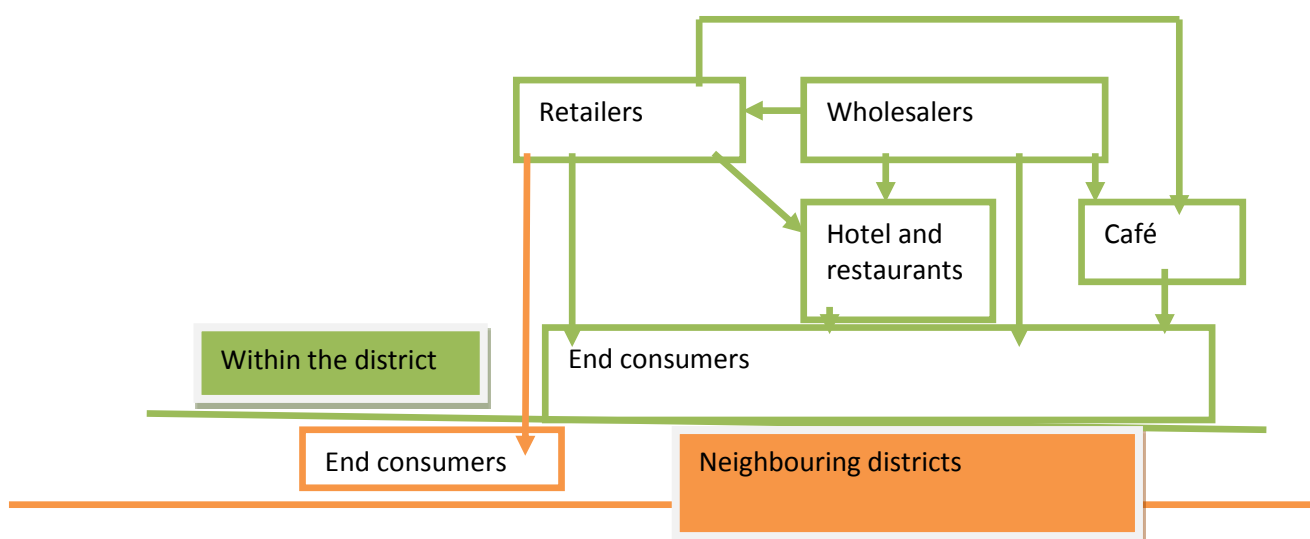 Retailers
Wholesalers
Hotel and
restaurants
Café
Within the district
End consumers
End consumers
Neighbouring districts